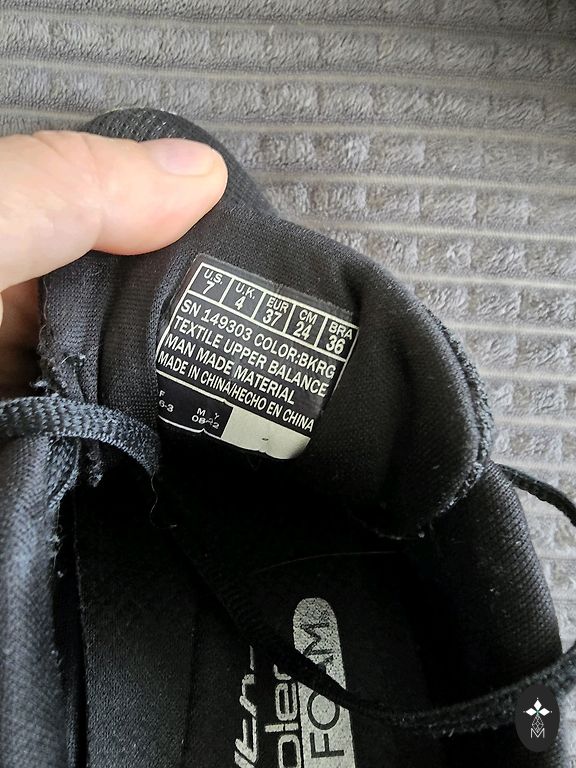 U.S. U.K. EUR CM BRA
7 4 37 24 36
SN 149303 COLOR:BKRG
TEXTILE UPPER BALANCE
MAN MADE MATERIAL
MADE IN CHINA/HECHO EN CHINA
F M Y
FOAM
M